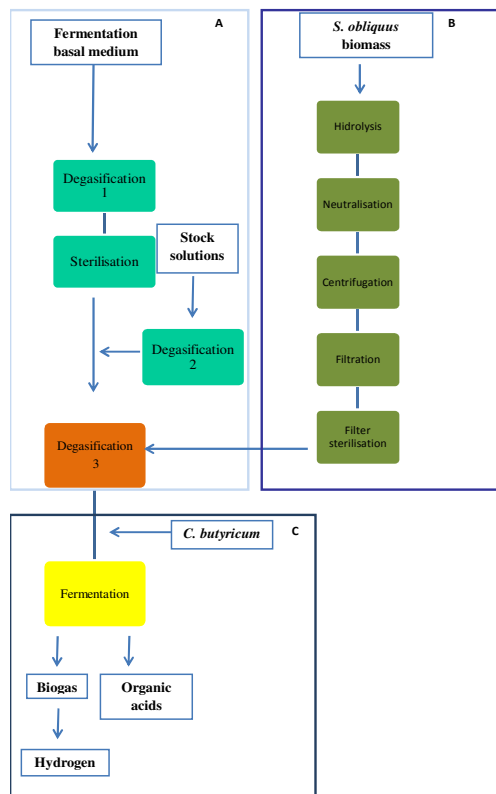 A
Fermentation
basal medium
Degasification
1
Sterilisation
Stock
solutions
Degasification
2
Degasification
3
B
S. obliquus
biomass
Hidrolysis
Neutralisation
Centrifugation
Filtration
Filter
sterilisation
C
C. butyricum
Fermentation
Biogas
Organic
acids
Hydrogen